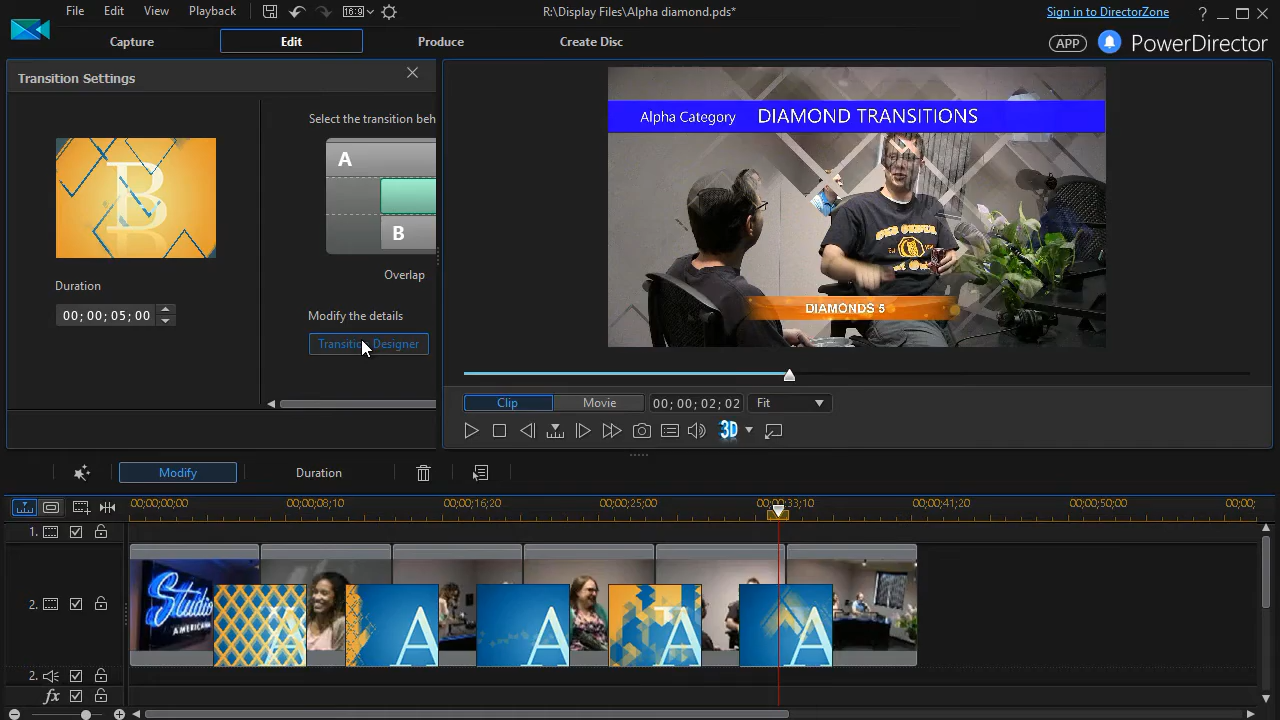 File Edit View Playback 16:9 R:\Display Files\Alpha diamond.pds* Sign in to DirectorZone ?
Capture Edit Produce Create Disc APP PowerDirector
Transition Settings
Select the transition beh
A
B
B
Overlap
Duration
00;00;05;00
Modify the details
Transition Designer
Alpha Category DIAMOND TRANSITIONS
DIAMONDS 5
Clip Movie 00;00;02;02 Fit
3D
Modify Duration
00;00;00;00 00;00;08;10 00;00;16;20 00;00;25;00 00;00;33;10 00;00;41;20 00;00;50;00 00;00;
1.
2.
Studio
AMERICA
A A A A A
2.
fx